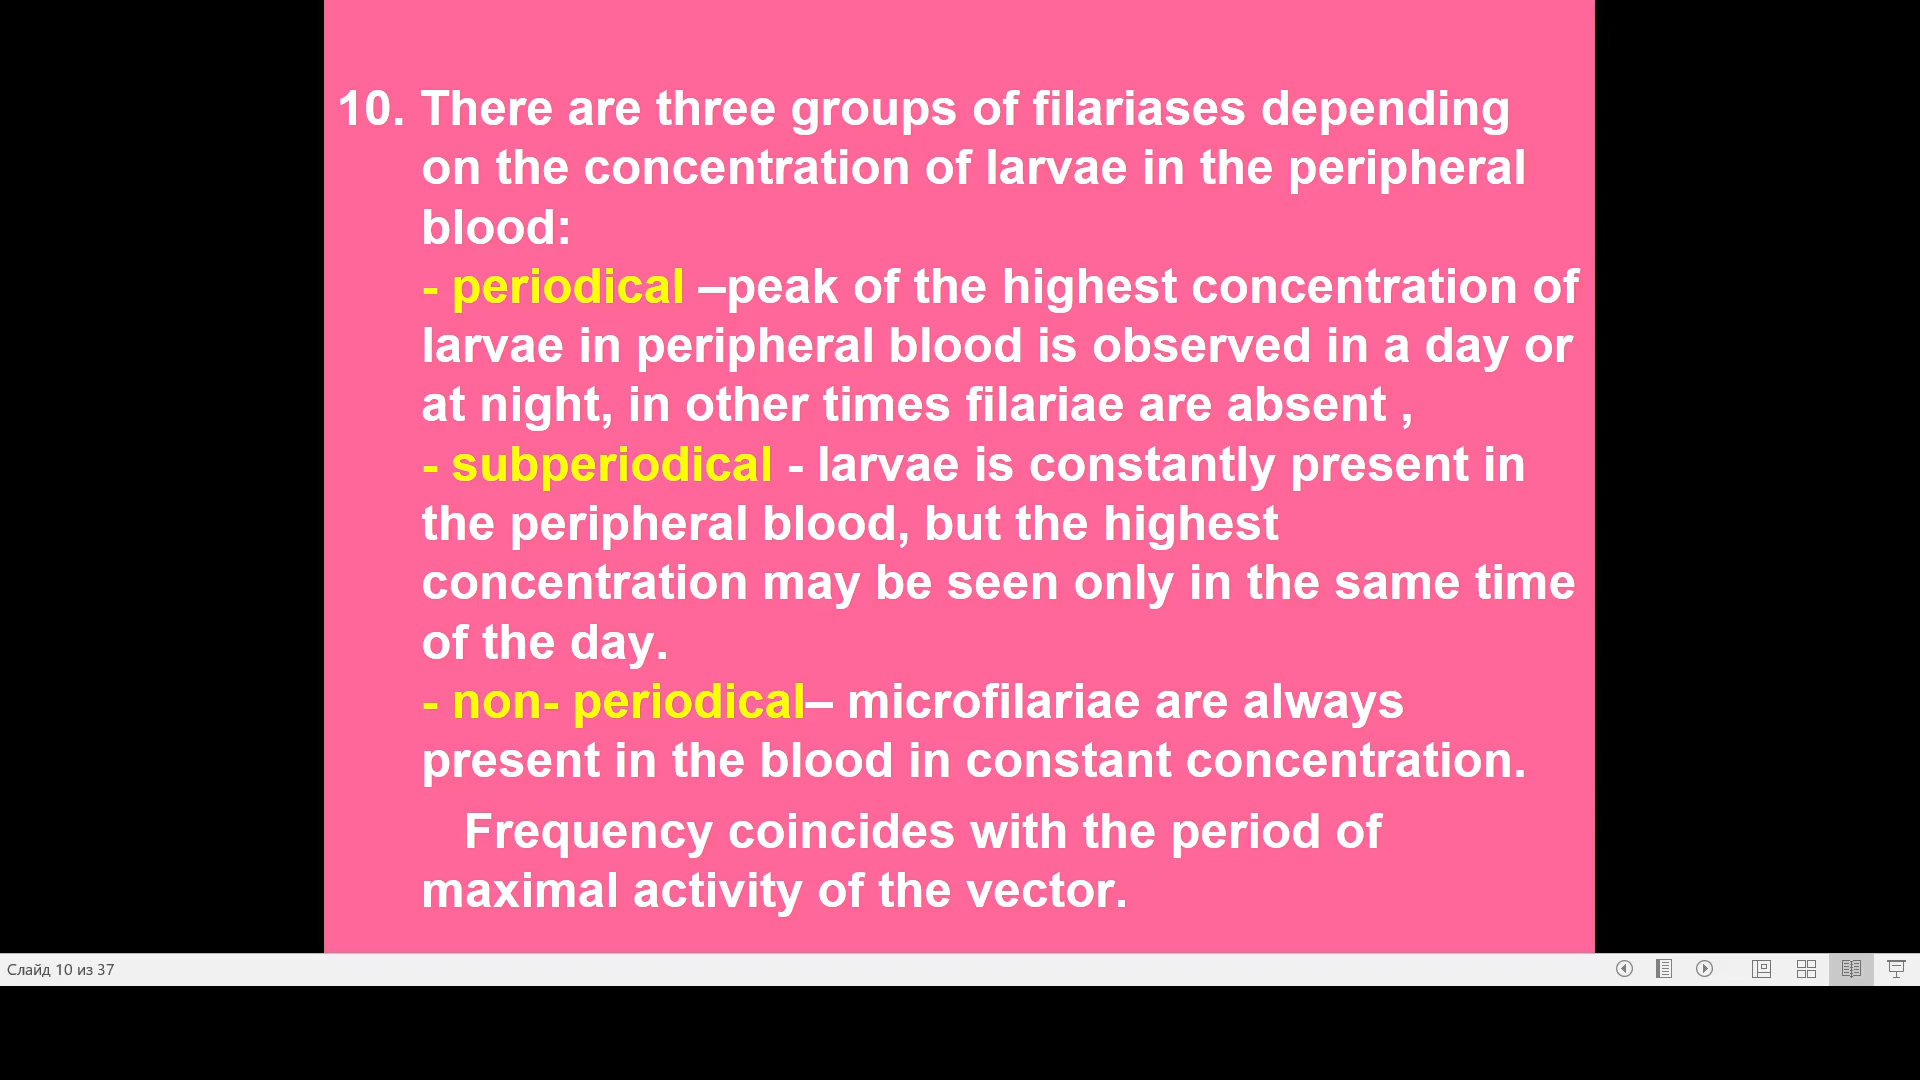 10. There are three groups of filariases depending
on the concentration of larvae in the peripheral
blood:
- periodical –peak of the highest concentration of
larvae in peripheral blood is observed in a day or
at night, in other times filariae are absent ,
- subperiodical - larvae is constantly present in
the peripheral blood, but the highest
concentration may be seen only in the same time
of the day.
- non- periodical– microfilariae are always
present in the blood in constant concentration.
Frequency coincides with the period of
maximal activity of the vector.
Слайд 10 из 37